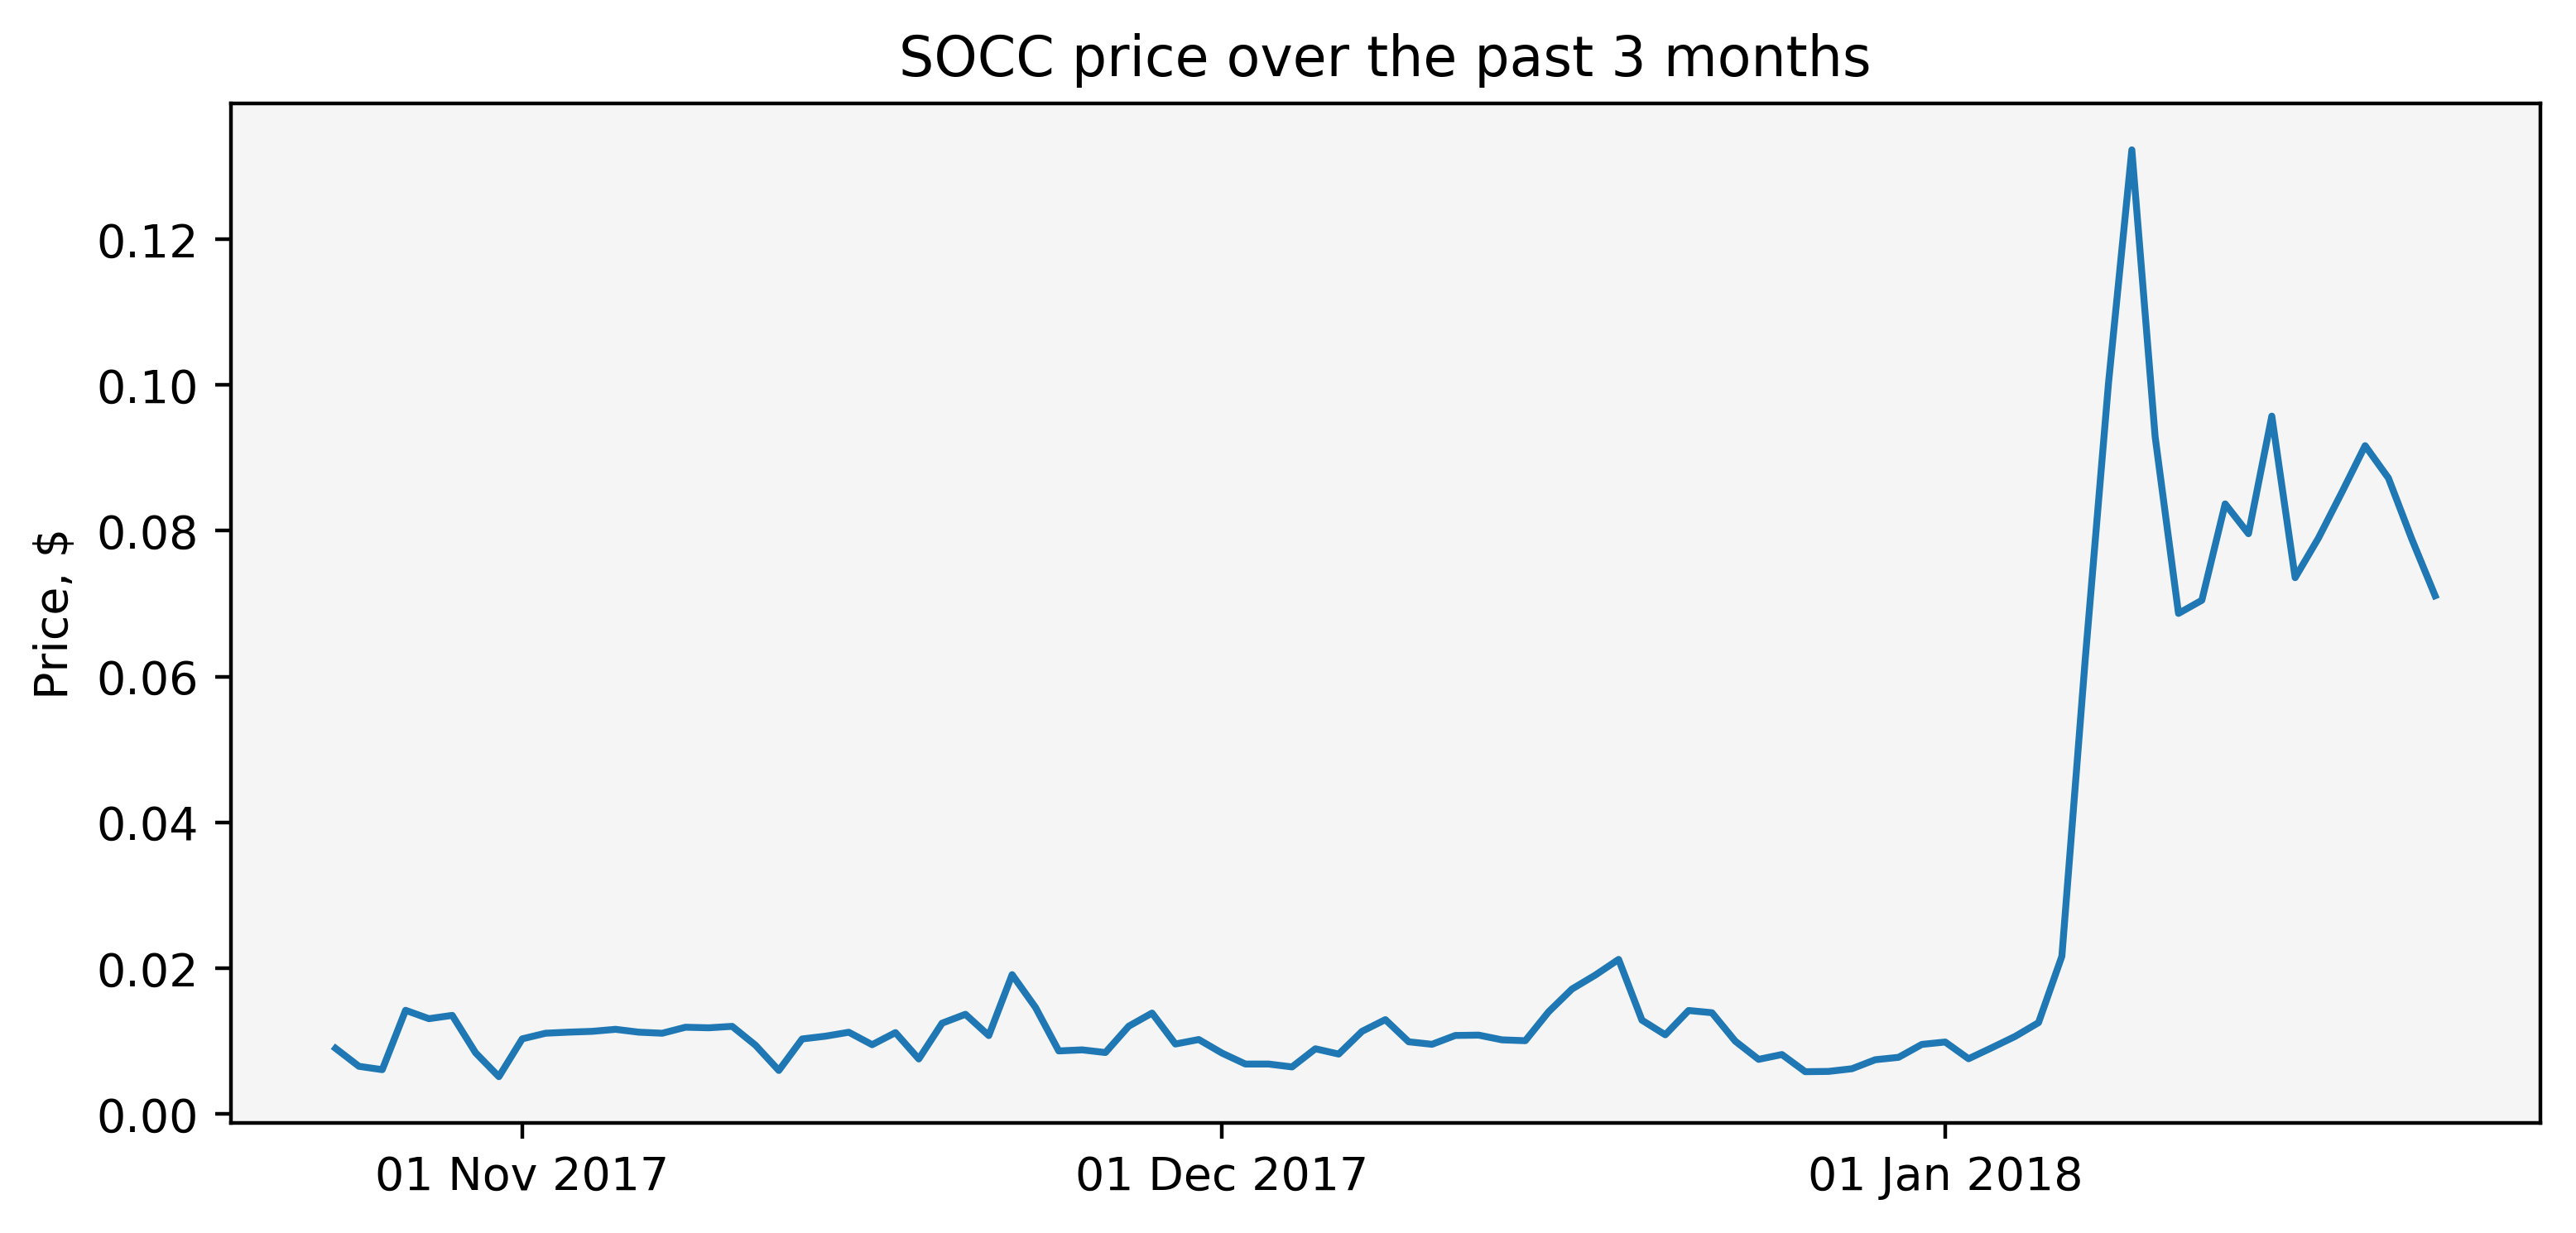 SOCC price over the past 3 months
Price, $
0.12
0.10
0.08
0.06
0.04
0.02
0.00
01 Nov 2017
01 Dec 2017
01 Jan 2018